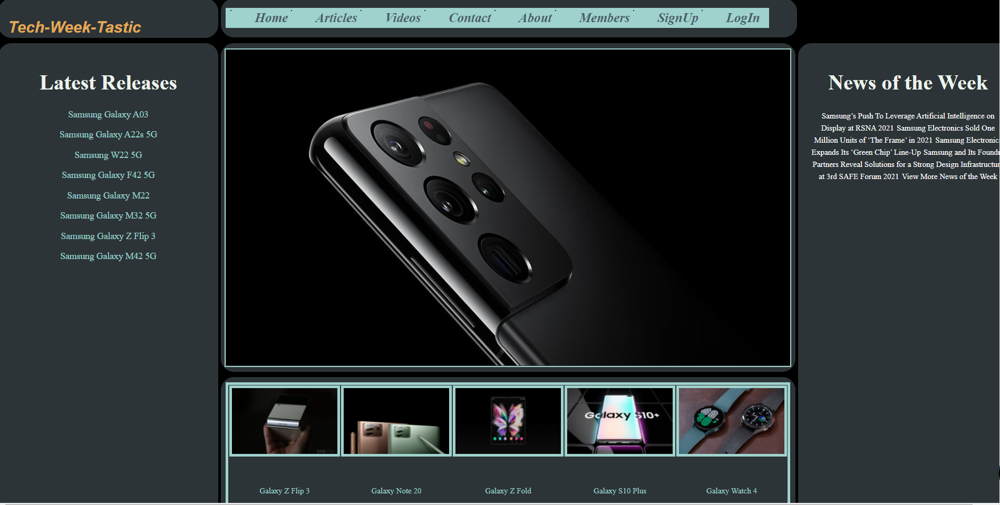 Tech-Week-Tastic
Home Articles Videos Contact About Members SignUp LogIn
Latest Releases
Samsung Galaxy A03
Samsung Galaxy A22s 5G
Samsung W22 5G
Samsung Galaxy F42 5G
Samsung Galaxy M22
Samsung Galaxy M32 5G
Samsung Galaxy Z Flip 3
Samsung Galaxy M42 5G
News of the Week
Samsung’s Push To Leverage Artificial Intelligence on
Display at RSNA 2021 Samsung Electronics Sold One
Million Units of ‘The Frame’ in 2021 Samsung Electronic
Expands Its ‘Green Chip’ Line-Up Samsung and Its Found
Partners Reveal Solutions for a Strong Design Infrastructu
at 3rd SAFE Forum 2021 View More News of the Week
Galaxy S10+
Galaxy Z Flip 3
Galaxy Note 20
Galaxy Z Fold
Galaxy S10 Plus
Galaxy Watch 4